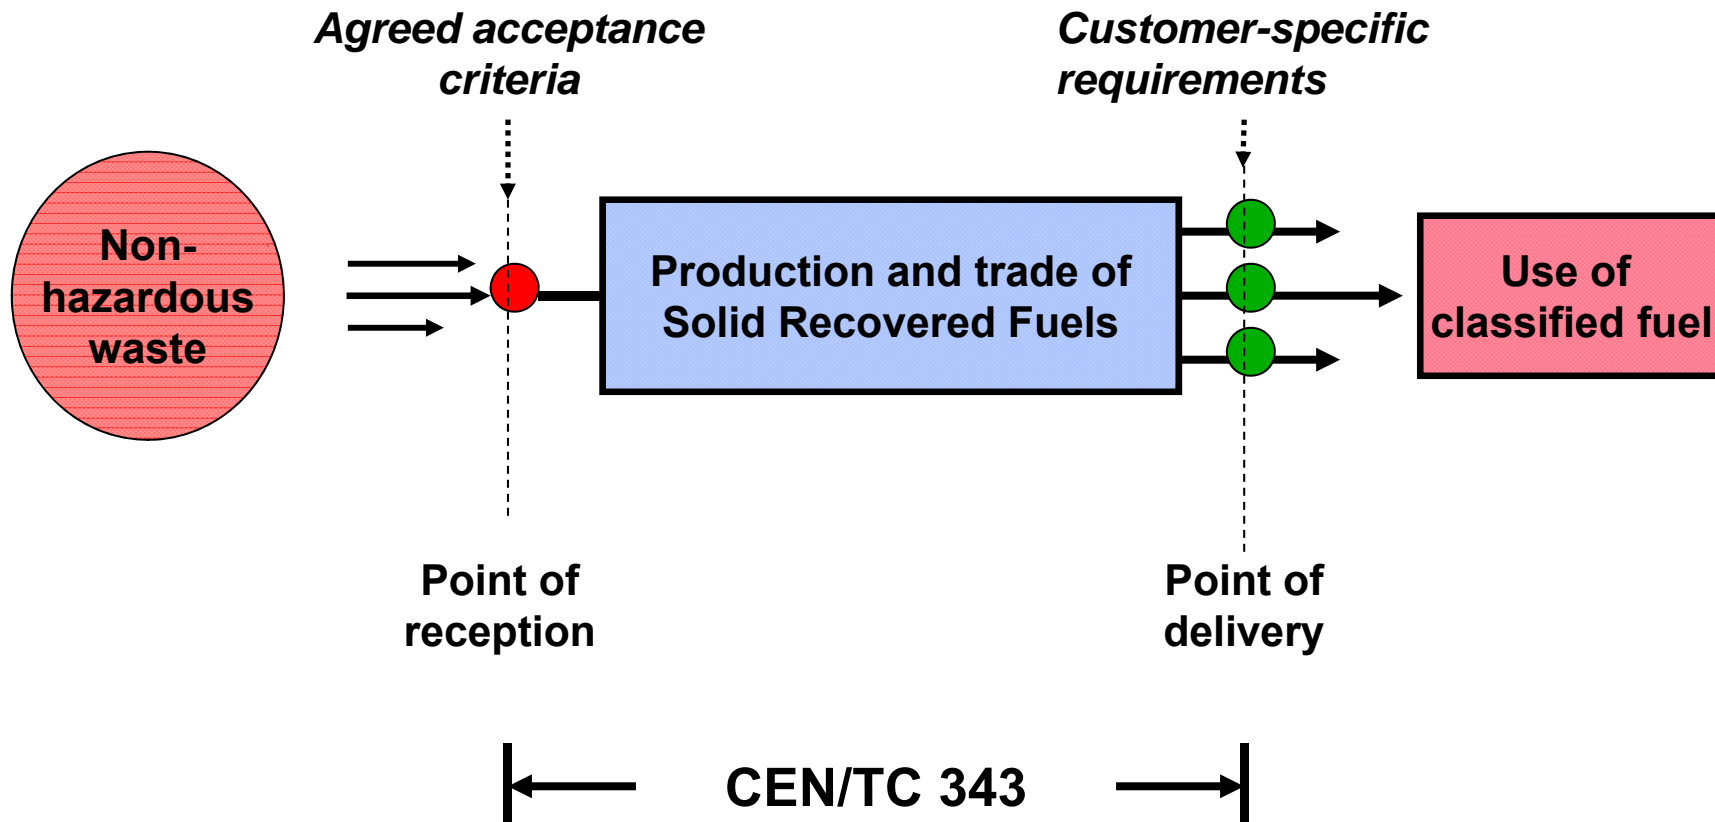 Agreed acceptance
criteria
Customer-specific
requirements
Non-
hazardous
waste
Production and trade of
Solid Recovered Fuels
Use of
classified fuel
Point of
reception
Point of
delivery
CEN/TC 343